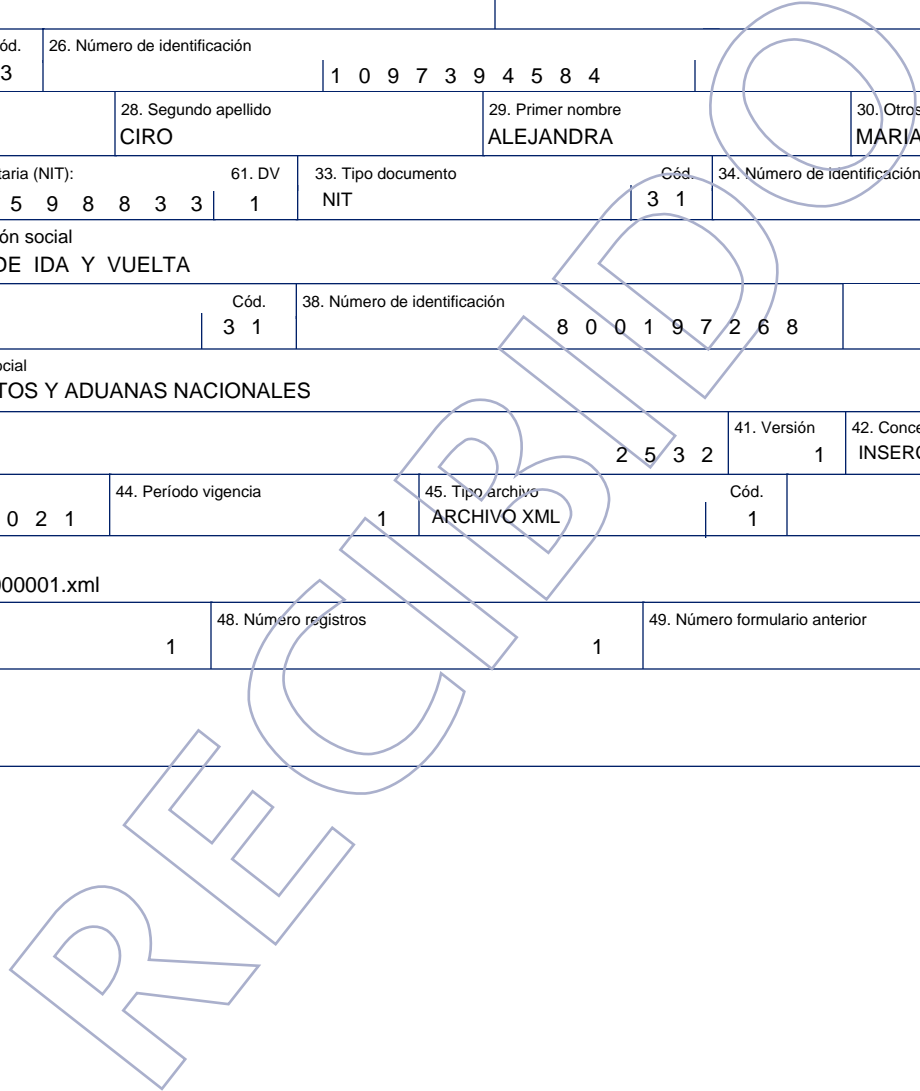 ód. 26. Número de identificación
3 1 0 9 7 3 9 4 5 8 4
28. Segundo apellido 29. Primer nombre 30. Otros
CIRO ALEJANDRA MARIA
taria (NIT): 61. DV 33. Tipo documento Cód. 34. Número de identificación
5 9 8 8 3 3 1 NIT 3 1
ón social
DE IDA Y VUELTA
Cód. 38. Número de identificación
3 1 8 0 0 1 9 7 2 6 8
ocial
TOS Y ADUANAS NACIONALES
41. Versión 42. Conce
2 5 3 2 1 INSERC
44. Período vigencia 45. Tipo archivo Cód.
0 2 1 1 ARCHIVO XML 1
000001.xml
48. Número registros 49. Número formulario anterior
1 1
RECIBIDO